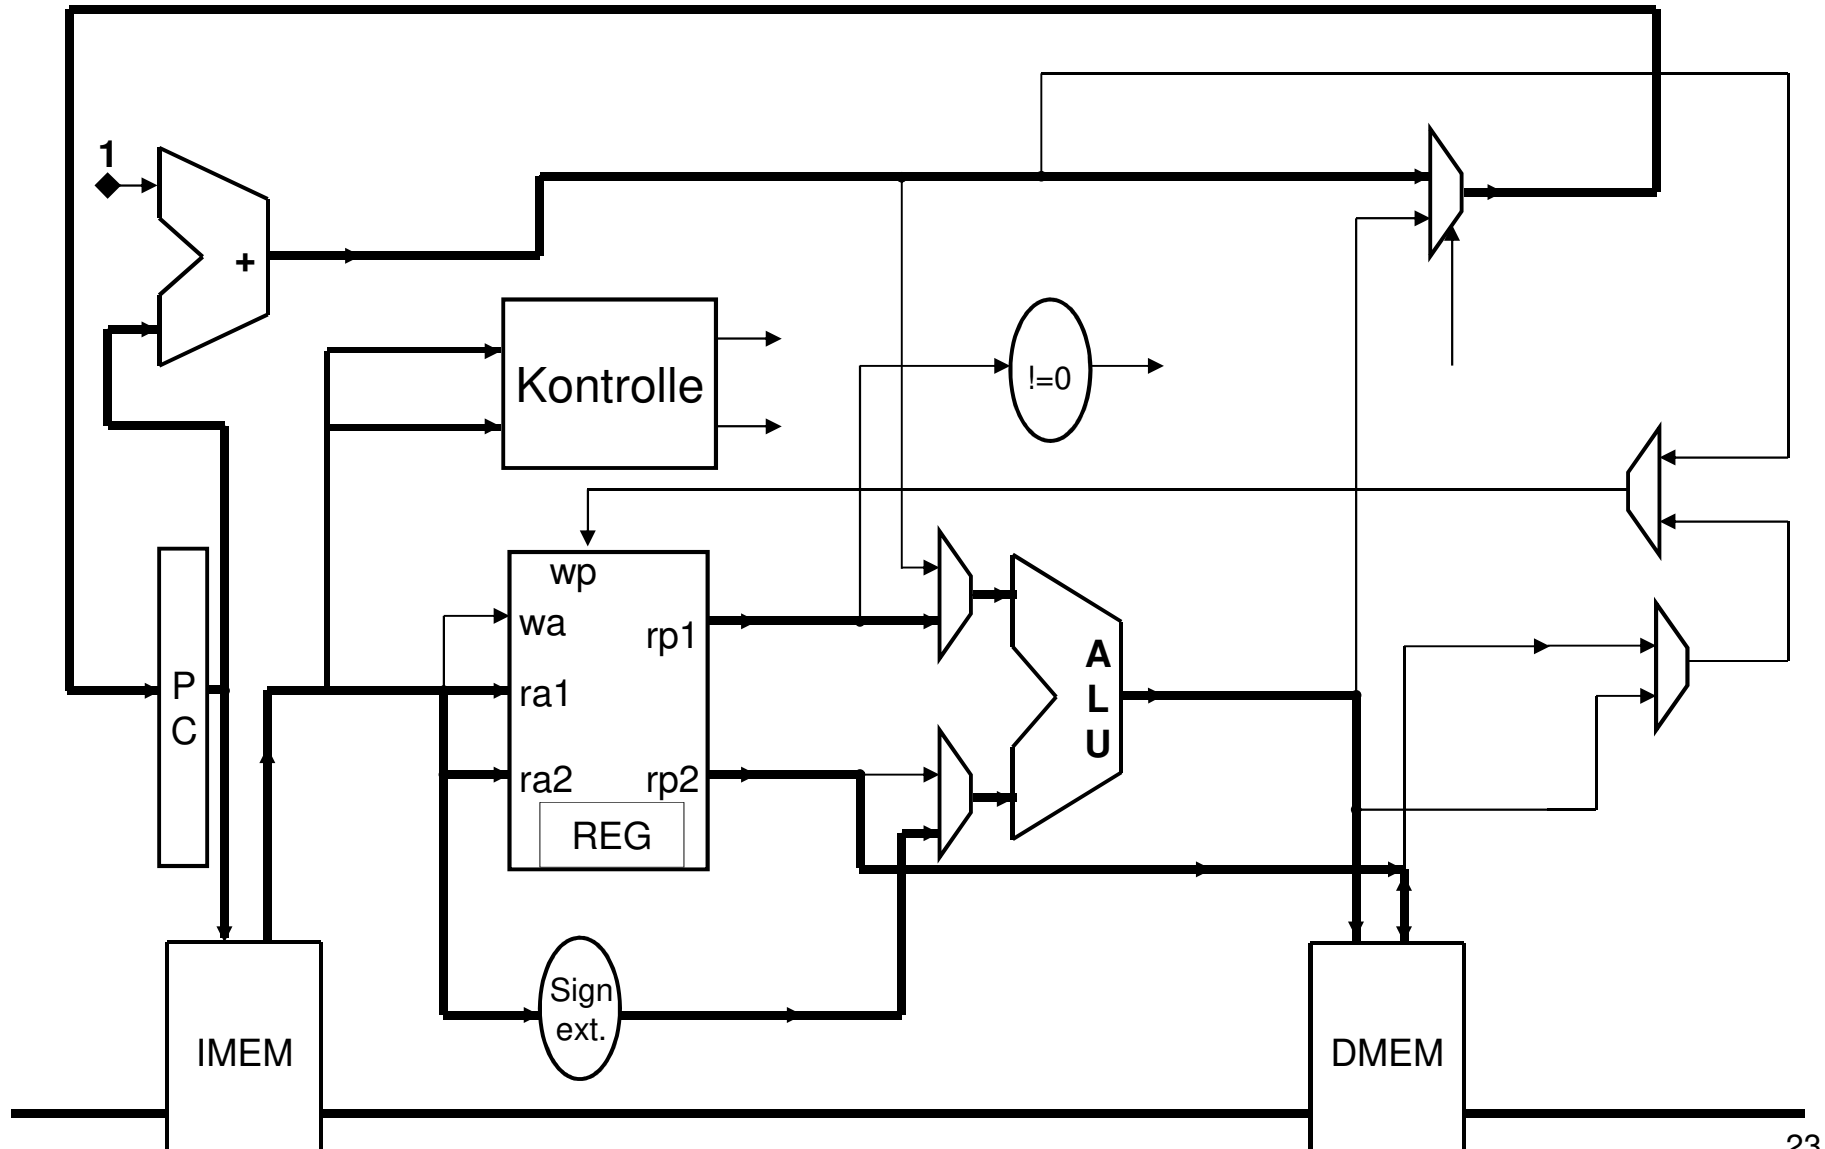 1
+
Kontrolle
!=0
wp
wa
rp1
A
L
U
P
C
ra1
ra2
rp2
REG
Sign
ext.
IMEM
DMEM
23